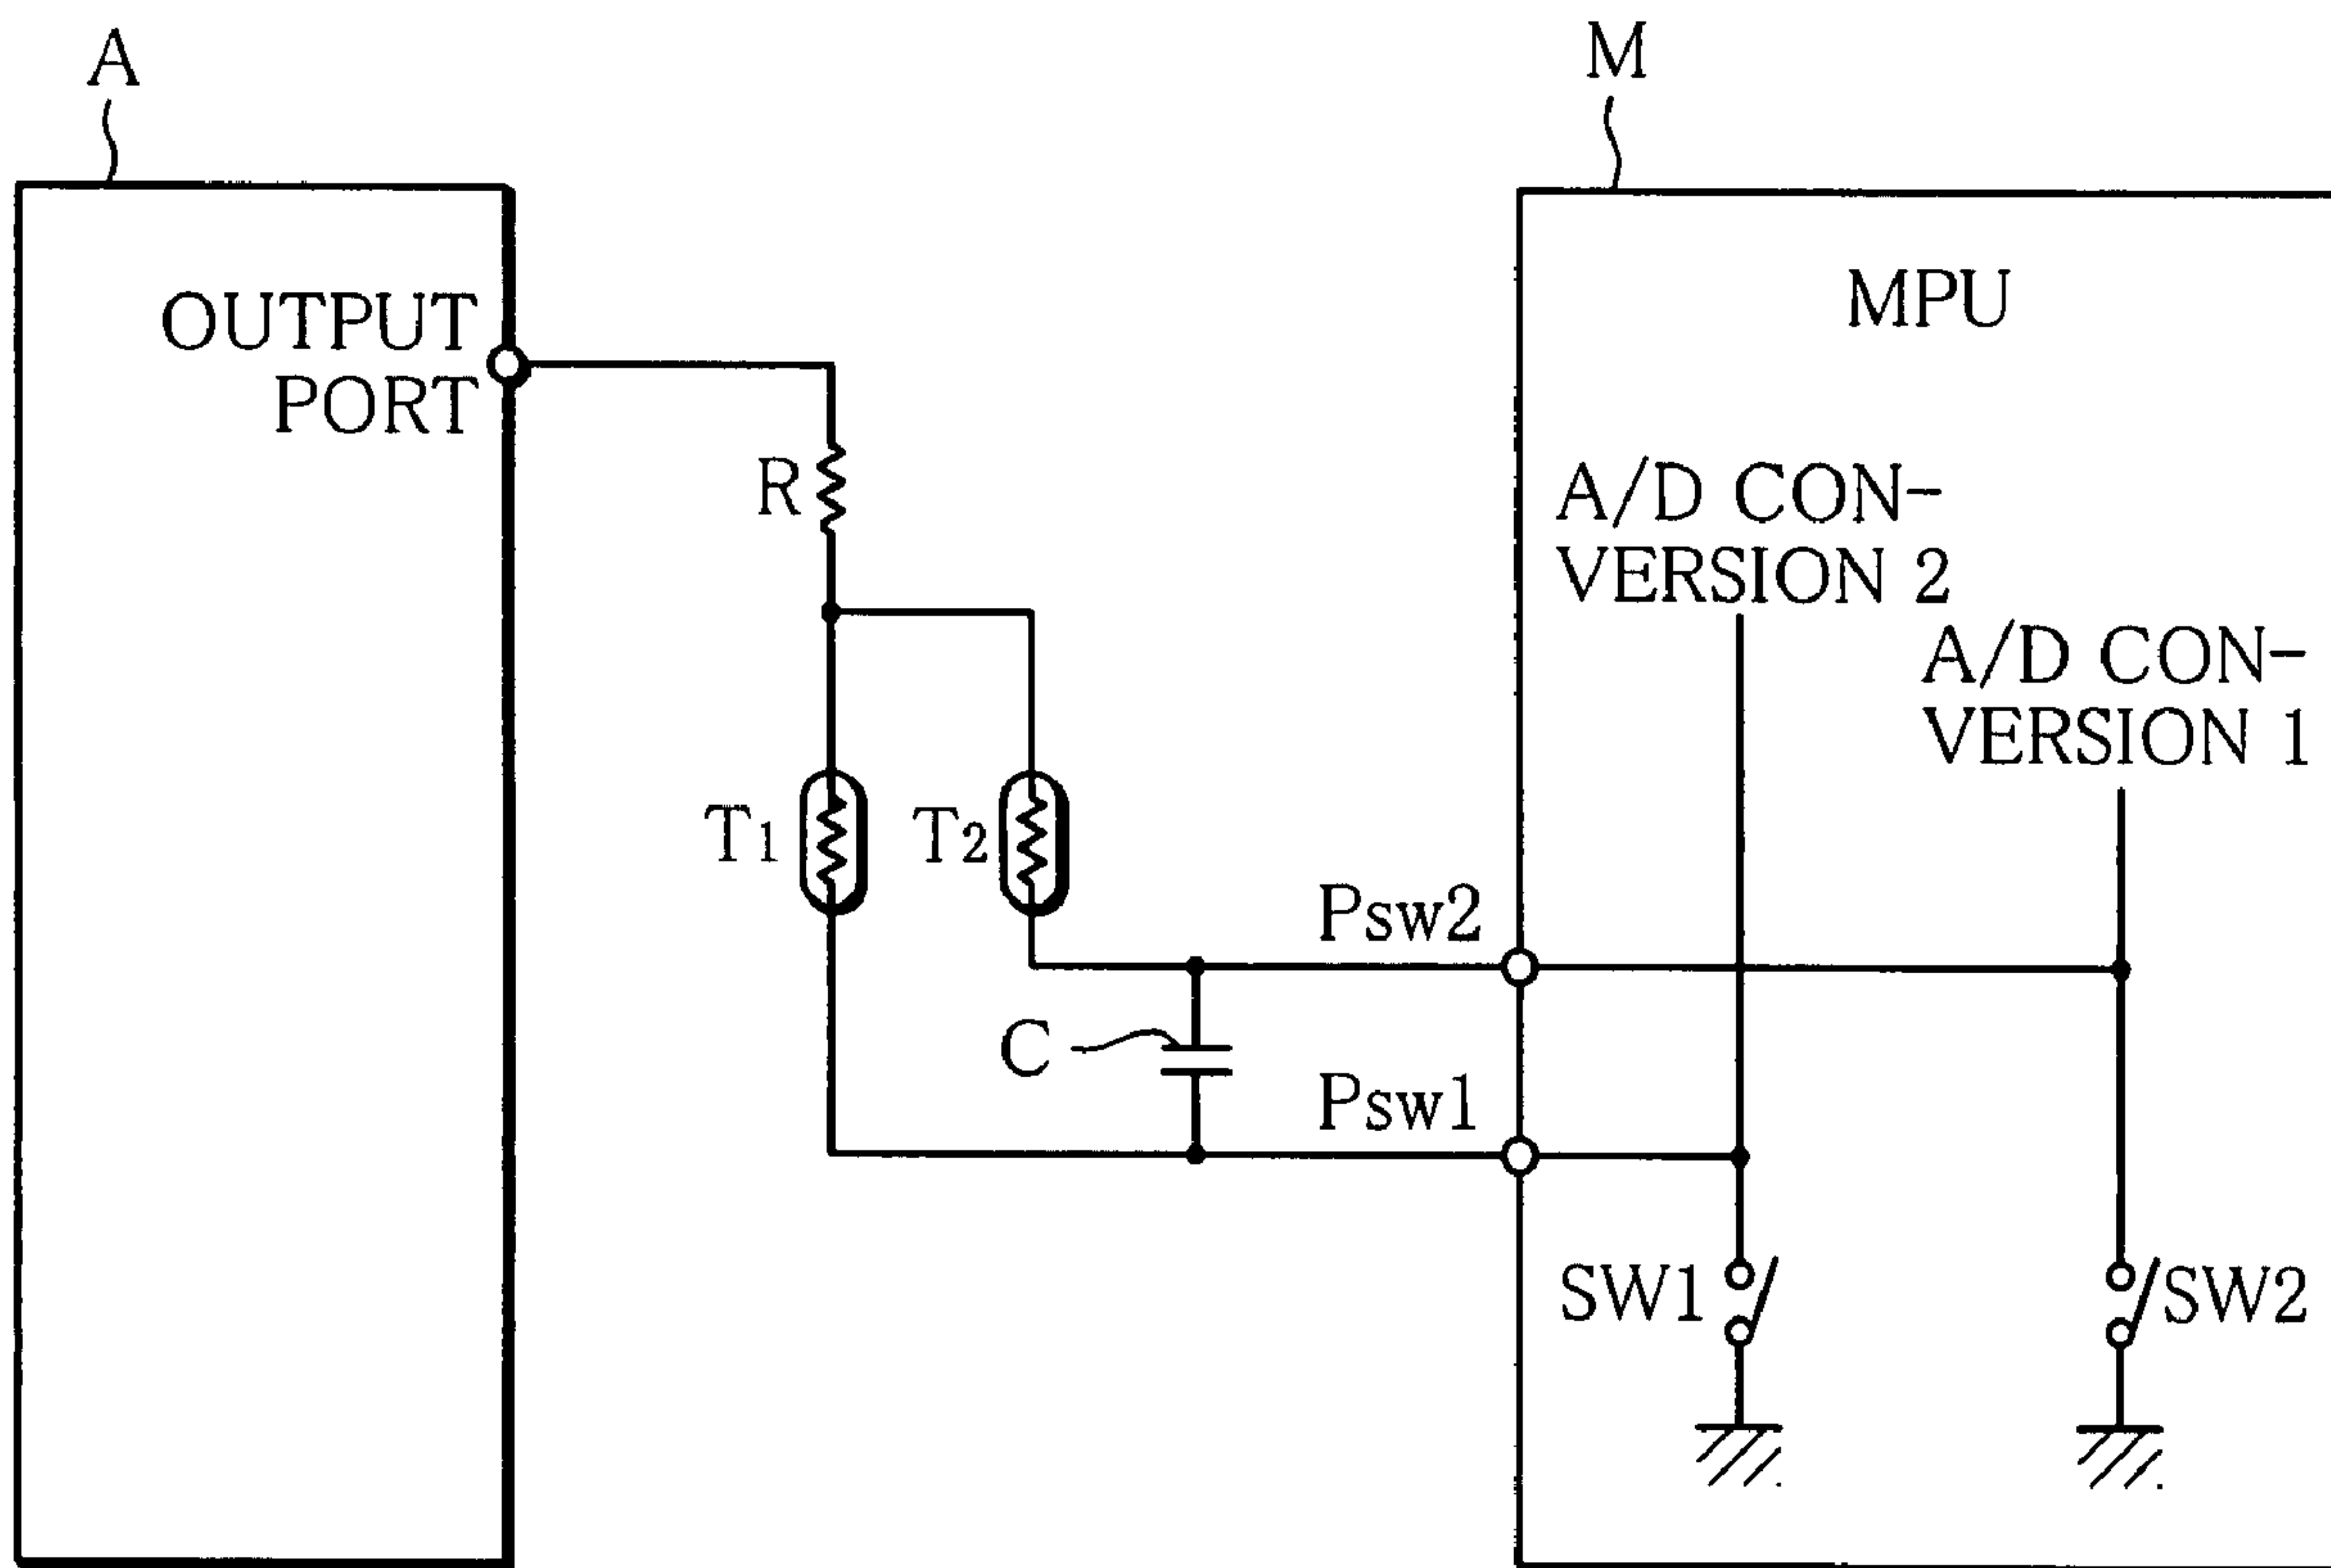 A
M
OUTPUT
PORT
MPU
R
A/D CON-
VERSION 2
A/D CON-
VERSION 1
T1
T2
Psw2
C
Psw1
SW1
SW2